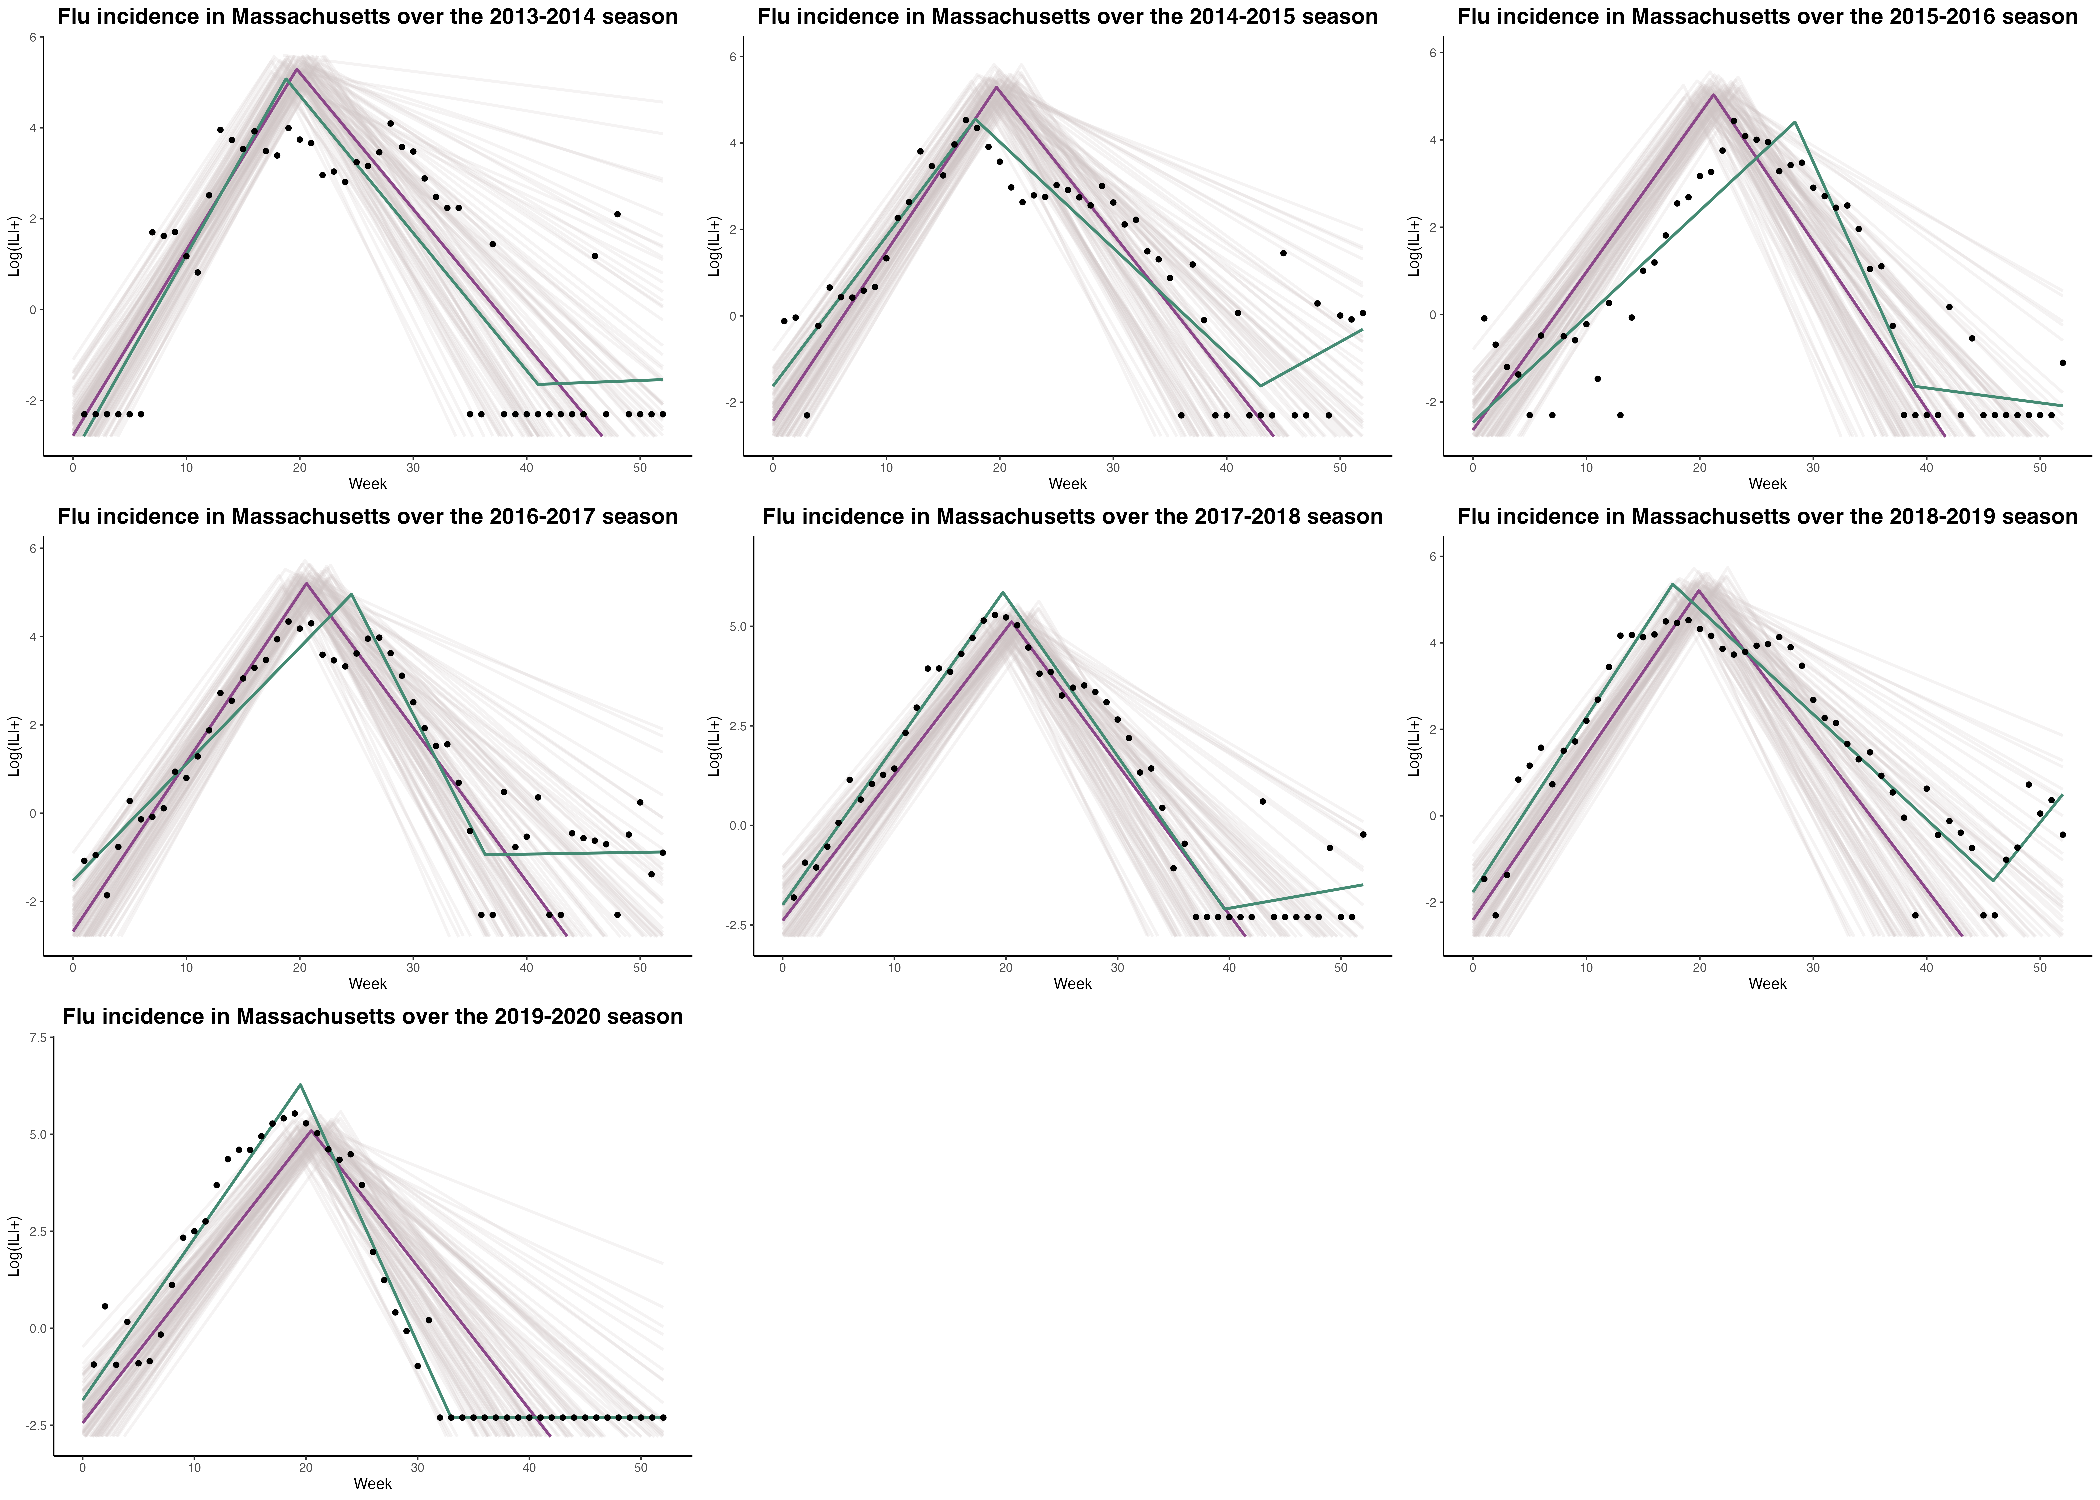 Flu incidence in Massachusetts over the 2013-2014 season
6
4
2
0
-2
Log(ILI+)
0 10 20 30 40 50
Week
Flu incidence in Massachusetts over the 2014-2015 season
6
4
2
0
-2
Log(ILI+)
0 10 20 30 40 50
Week
Flu incidence in Massachusetts over the 2015-2016 season
6
4
2
0
-2
Log(ILI+)
0 10 20 30 40 50
Week
Flu incidence in Massachusetts over the 2016-2017 season
6
4
2
0
-2
Log(ILI+)
0 10 20 30 40 50
Week
Flu incidence in Massachusetts over the 2017-2018 season
5.0
2.5
0.0
-2.5
Log(ILI+)
0 10 20 30 40 50
Week
Flu incidence in Massachusetts over the 2018-2019 season
6
4
2
0
-2
Log(ILI+)
0 10 20 30 40 50
Week
Flu incidence in Massachusetts over the 2019-2020 season
7.5
5.0
2.5
0.0
-2.5
Log(ILI+)
0 10 20 30 40 50
Week